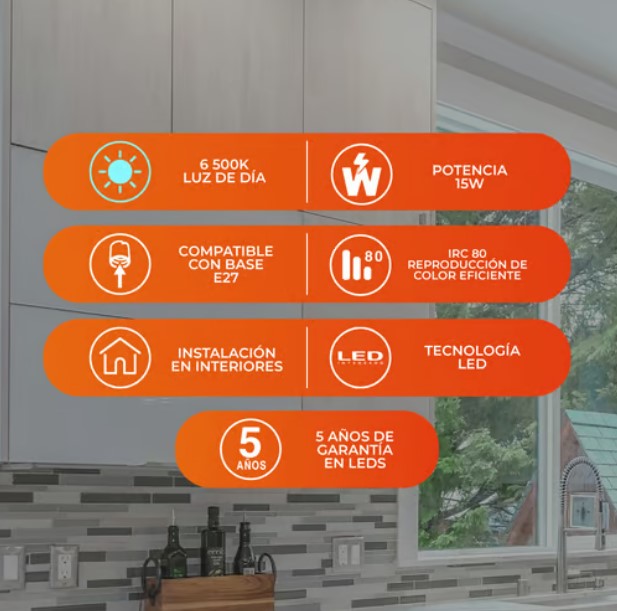 6 500K
LUZ DE DÍA
W
POTENCIA
15W
COMPATIBLE
CON BASE
E27
80
IRC 80
REPRODUCCIÓN DE
COLOR EFICIENTE
INSTALACIÓN
EN INTERIORES
LED
INTEGRADO
TECNOLOGÍA
LED
5
AÑOS
5 AÑOS DE
GARANTÍA
EN LEDS